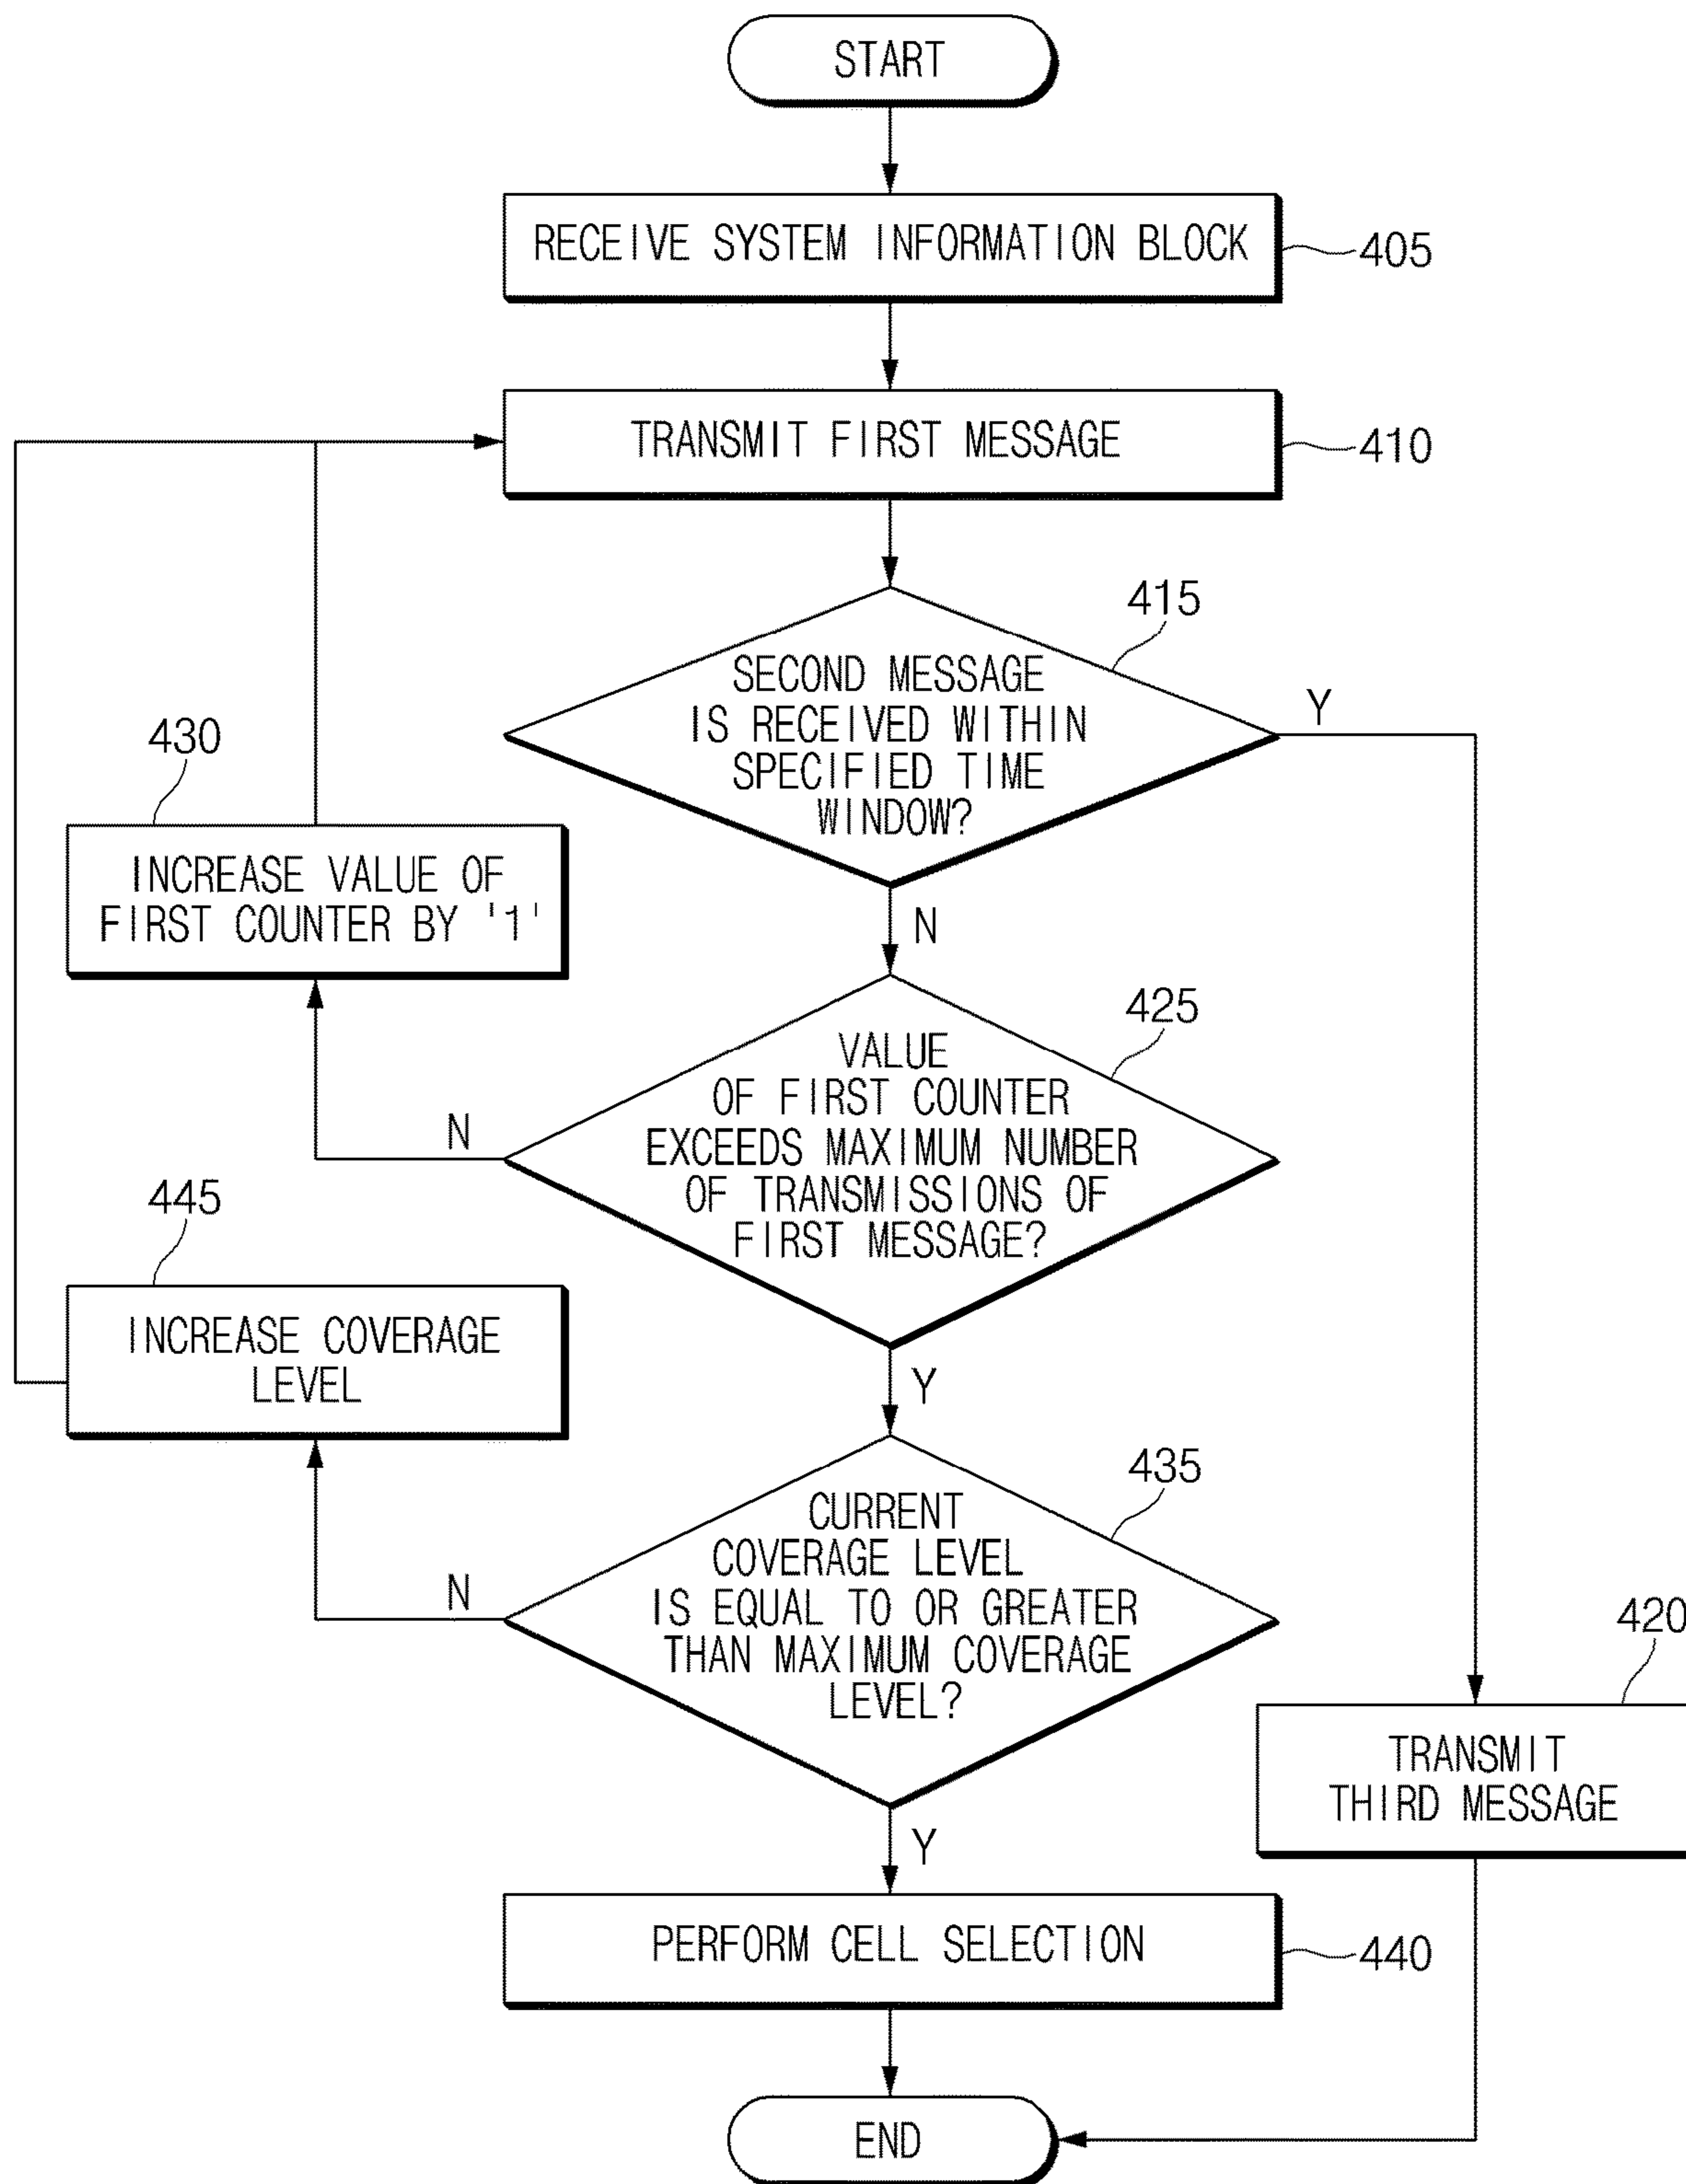 START
RECEIVE SYSTEM INFORMATION BLOCK
405
TRANSMIT FIRST MESSAGE
410
415
SECOND MESSAGE
IS RECEIVED WITHIN
SPECIFIED TIME
WINDOW?
Y
N
430
INCREASE VALUE OF
FIRST COUNTER BY '1'
425
VALUE
OF FIRST COUNTER
EXCEEDS MAXIMUM NUMBER
OF TRANSMISSIONS OF
FIRST MESSAGE?
N
Y
445
INCREASE COVERAGE
LEVEL
435
CURRENT
COVERAGE LEVEL
IS EQUAL TO OR GREATER
THAN MAXIMUM COVERAGE
LEVEL?
N
Y
420
TRANSMIT
THIRD MESSAGE
PERFORM CELL SELECTION
440
END